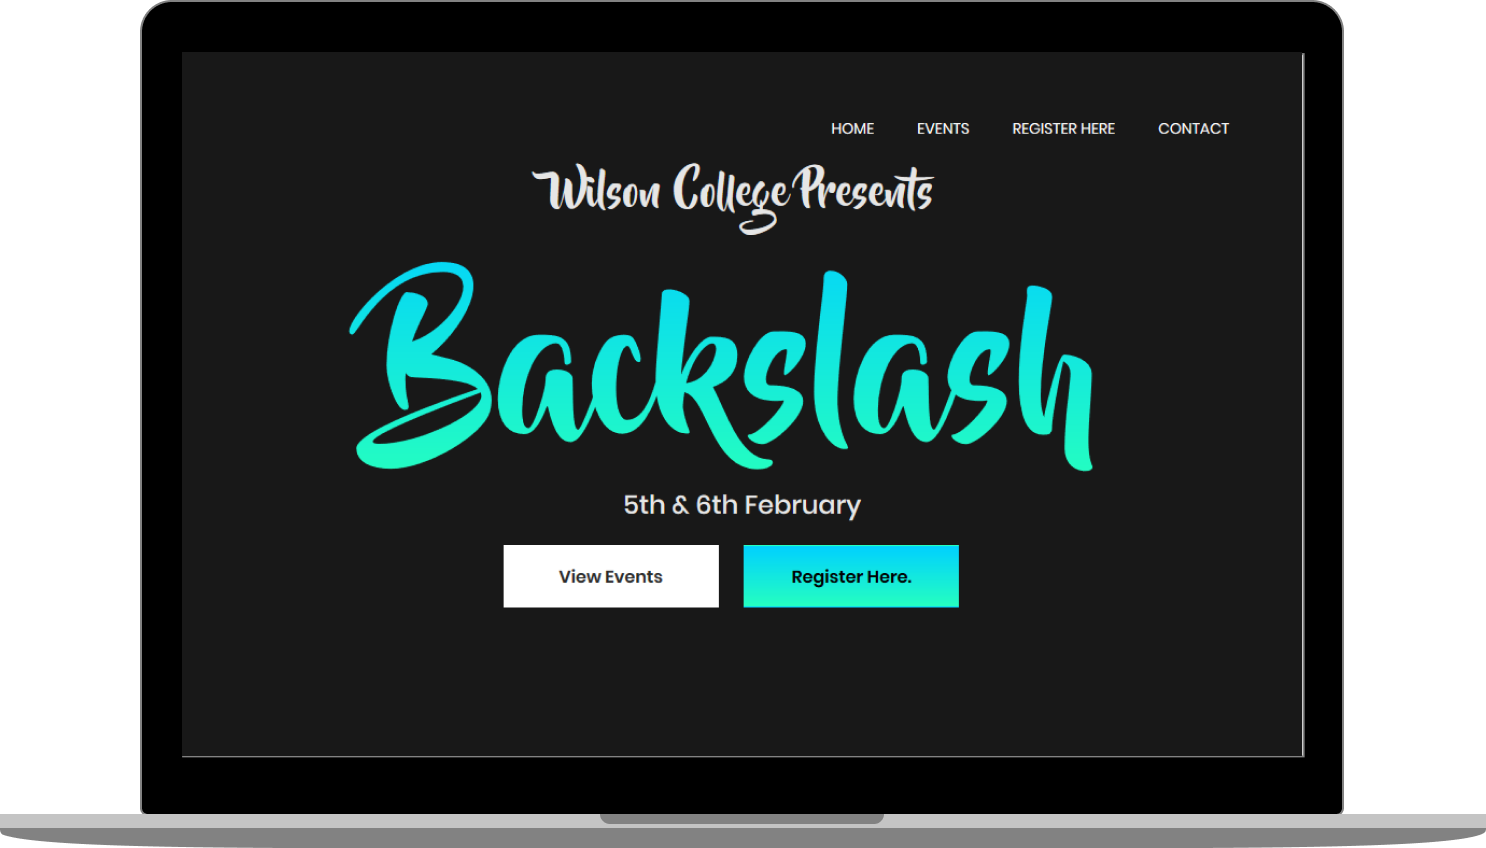 HOME EVENTS REGISTER HERE CONTACT
Wilson College Presents
Backslash
5th & 6th February
View Events Register Here.